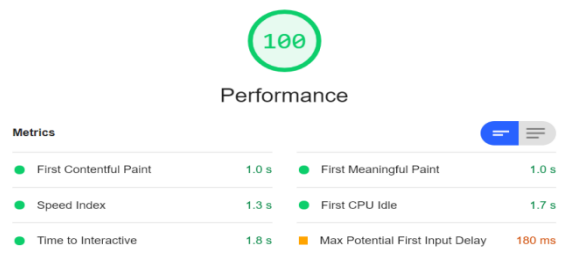 100
Performance
Metrics
First Contentful Paint 1.0 s
First Meaningful Paint 1.0 s
Speed Index 1.3 s
First CPU Idle 1.7 s
Time to Interactive 1.8 s
Max Potential First Input Delay 180 ms